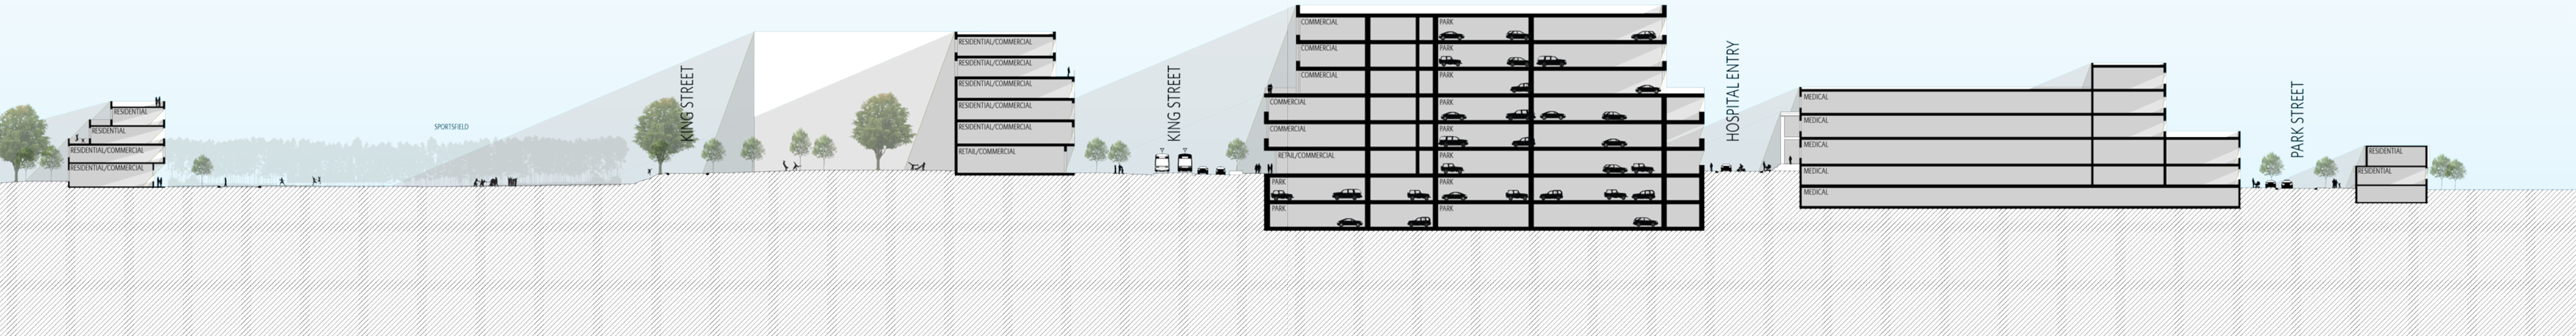 RESIDENTIAL
RESIDENTIAL
RESIDENTIAL/COMMERCIAL
RESIDENTIAL/COMMERCIAL
SPORTSFIELD
KING STREET
RESIDENTIAL/COMMERCIAL
RESIDENTIAL/COMMERCIAL
RESIDENTIAL/COMMERCIAL
RESIDENTIAL/COMMERCIAL
RESIDENTIAL/COMMERCIAL
RETAIL/COMMERCIAL
KING STREET
COMMERCIAL
PARK
COMMERCIAL
PARK
COMMERCIAL
PARK
COMMERCIAL
PARK
COMMERCIAL
PARK
RETAIL/COMMERCIAL
PARK
PARK
PARK
PARK
PARK
HOSPITAL ENTRY
MEDICAL
MEDICAL
MEDICAL
MEDICAL
MEDICAL
PARK STREET
RESIDENTIAL
RESIDENTIAL